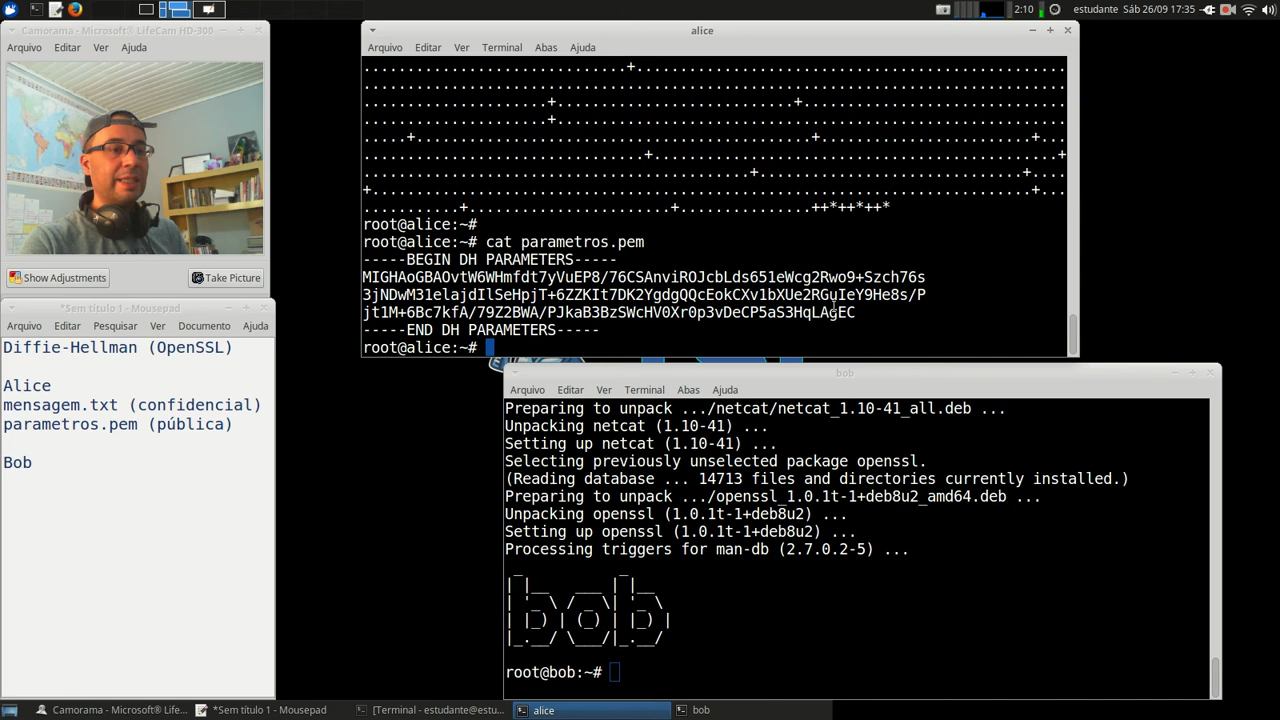 2:10
estudante
Sáb 26/09 17:35
Camorama - Microsoft® LifeCam HD-300
Arquivo Editar Ver Ajuda
Show Adjustments
Take Picture
*Sem título 1 - Mousepad
Arquivo Editar Pesquisar Ver Documento Ajuda
Diffie-Hellman (OpenSSL)
Alice
mensagem.txt (confidencial)
parametros.pem (pública)
Bob
alice
Arquivo Editar Ver Terminal Abas Ajuda
root@alice:~#
root@alice:~# cat parametros.pem
-----BEGIN DH PARAMETERS-----
MIGHAoGBAOvtW6WHmfdt7yVuEP8/76CSAnviROJcbLds651eWcg2Rwo9+Szch76s
3jNDwM31elajdIlSeHpjT+6ZZKIt7DK2YgdgQQcEokCXv1bXUe2RGuIeY9He8s/P
jt1M+6Bc7kfA/79Z2BWA/PJkaB3BzSWcHV0Xr0p3vDeCP5aS3HqLAgEC
-----END DH PARAMETERS-----
root@alice:~#
bob
Arquivo Editar Ver Terminal Abas Ajuda
Preparing to unpack .../netcat/netcat_1.10-41_all.deb ...
Unpacking netcat (1.10-41) ...
Setting up netcat (1.10-41) ...
Selecting previously unselected package openssl.
(Reading database ... 14713 files and directories currently installed.)
Preparing to unpack .../openssl_1.0.1t-1+deb8u2_amd64.deb ...
Unpacking openssl (1.0.1t-1+deb8u2) ...
Setting up openssl (1.0.1t-1+deb8u2) ...
Processing triggers for man-db (2.7.0.2-5) ...
bob
root@bob:~#
Camorama - Microsoft® LifeC...
*Sem título 1 - Mousepad
[Terminal - estudante@estu...
alice
bob